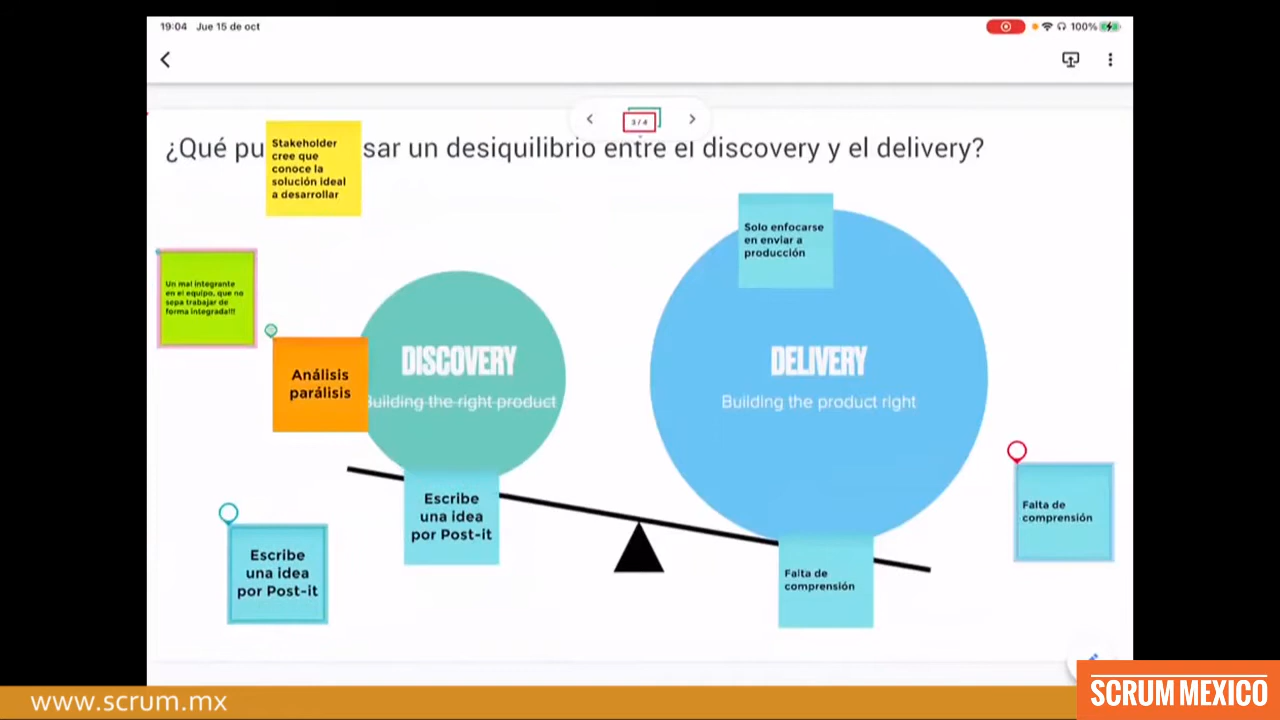 19:04 Jue 15 de oct
100%
3 / 4
¿Qué pu sar un desiquilibrio entre el discovery y el delivery?
Stakeholder
cree que
conoce la
solución ideal
a desarrollar
Solo enfocarse
en enviar a
producción
Un mal integrante
en el equipo, que no
sepa trabajar de
forma integrada!!!
Análisis
parálisis
DISCOVERY
Building the right product
DELIVERY
Building the product right
Escribe
una idea
por Post-it
Falta de
comprensión
Escribe
una idea
por Post-it
Falta de
comprensión
www.scrum.mx
SCRUM MEXICO